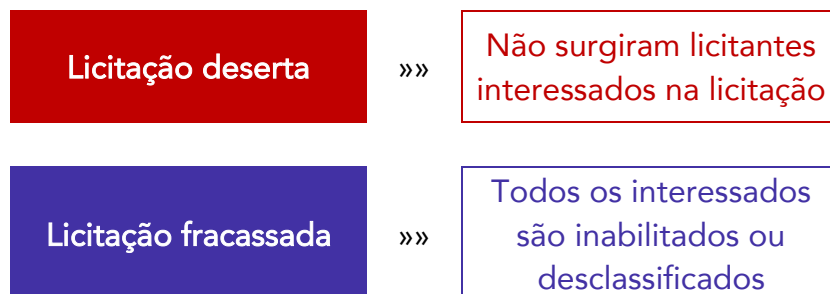 Licitação deserta
»»
Não surgiram licitantes
interessados na licitação
Licitação fracassada
»»
Todos os interessados
são inabilitados ou
desclassificados